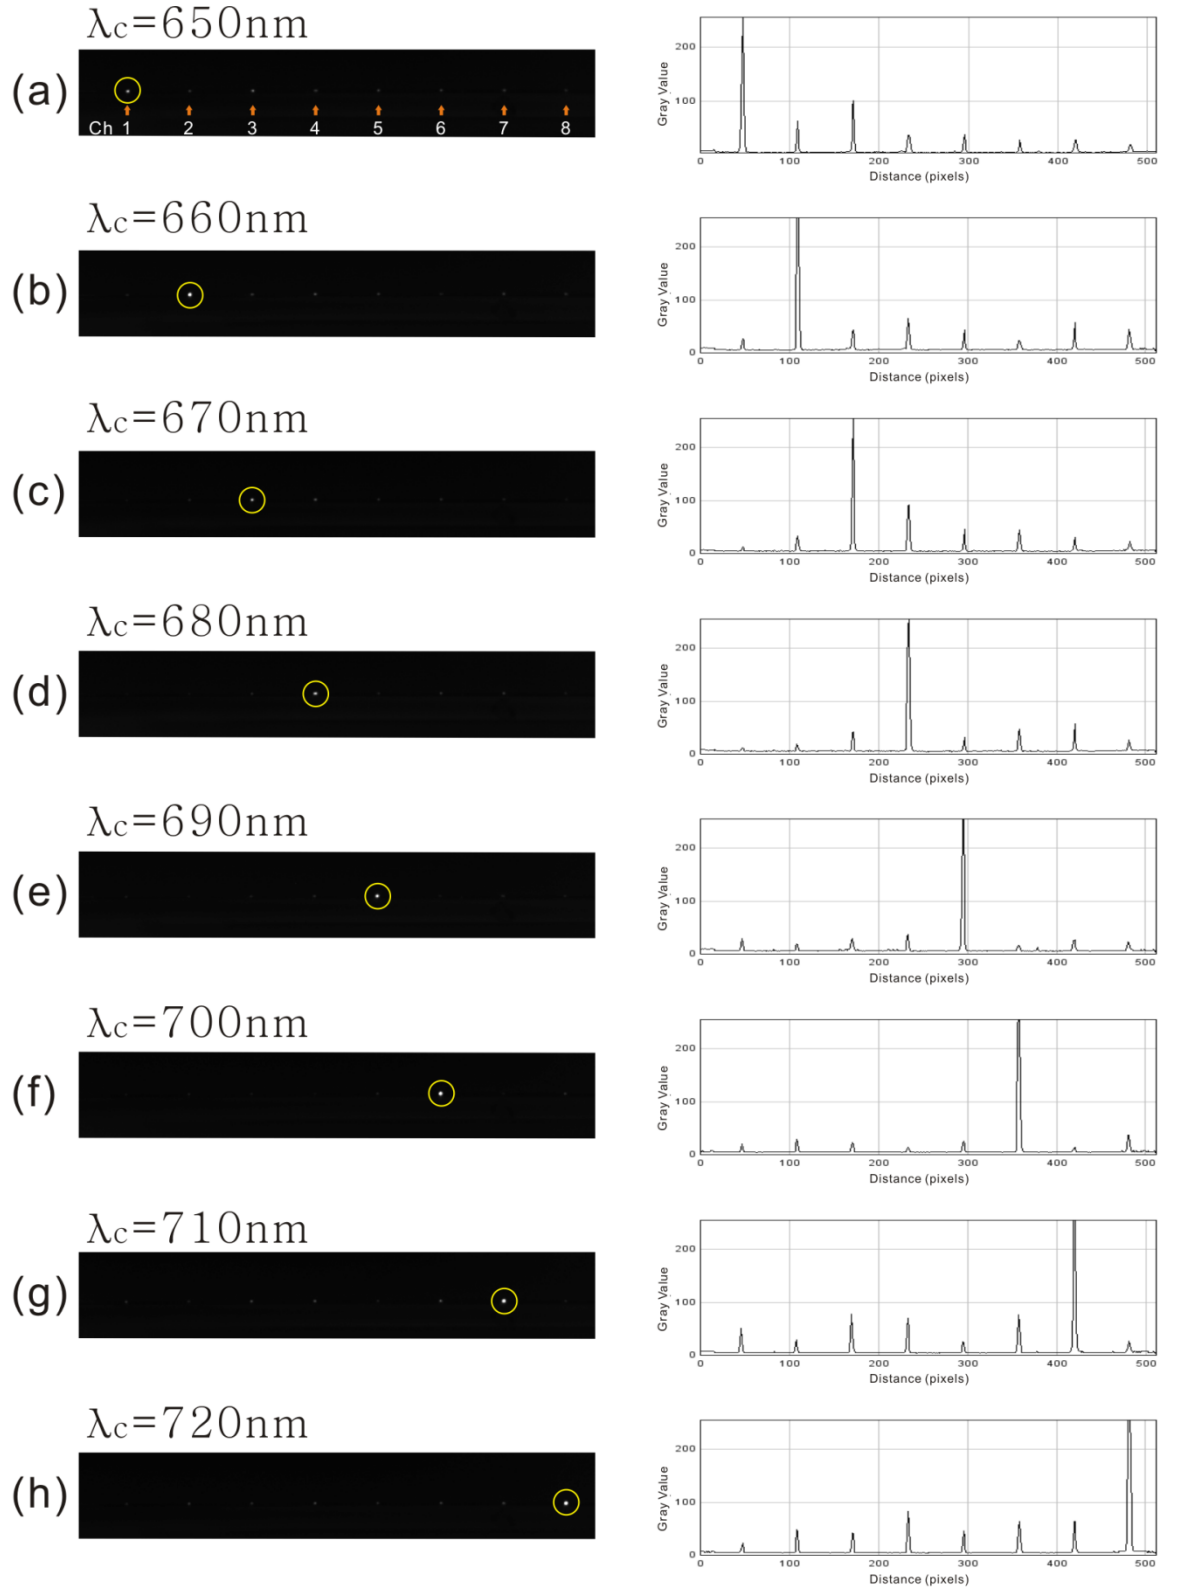 λc=650nm
(a)
Ch 1 2 3 4 5 6 7 8
Gray Value
200
100
0 100 200 300 400 500
Distance (pixels)
λc=660nm
(b)
Gray Value
200
100
0
0 100 200 300 400 500
Distance (pixels)
λc=670nm
(c)
Gray Value
200
100
0
0 100 200 300 400 500
Distance (pixels)
λc=680nm
(d)
Gray Value
200
100
0
0 100 200 300 400 500
Distance (pixels)
λc=690nm
(e)
Gray Value
200
100
0
0 100 200 300 400 500
Distance (pixels)
λc=700nm
(f)
Gray Value
200
100
0
0 100 200 300 400 500
Distance (pixels)
λc=710nm
(g)
Gray Value
200
100
0
0 100 200 300 400 500
Distance (pixels)
λc=720nm
(h)
Gray Value
200
100
0
0 100 200 300 400 500
Distance (pixels)